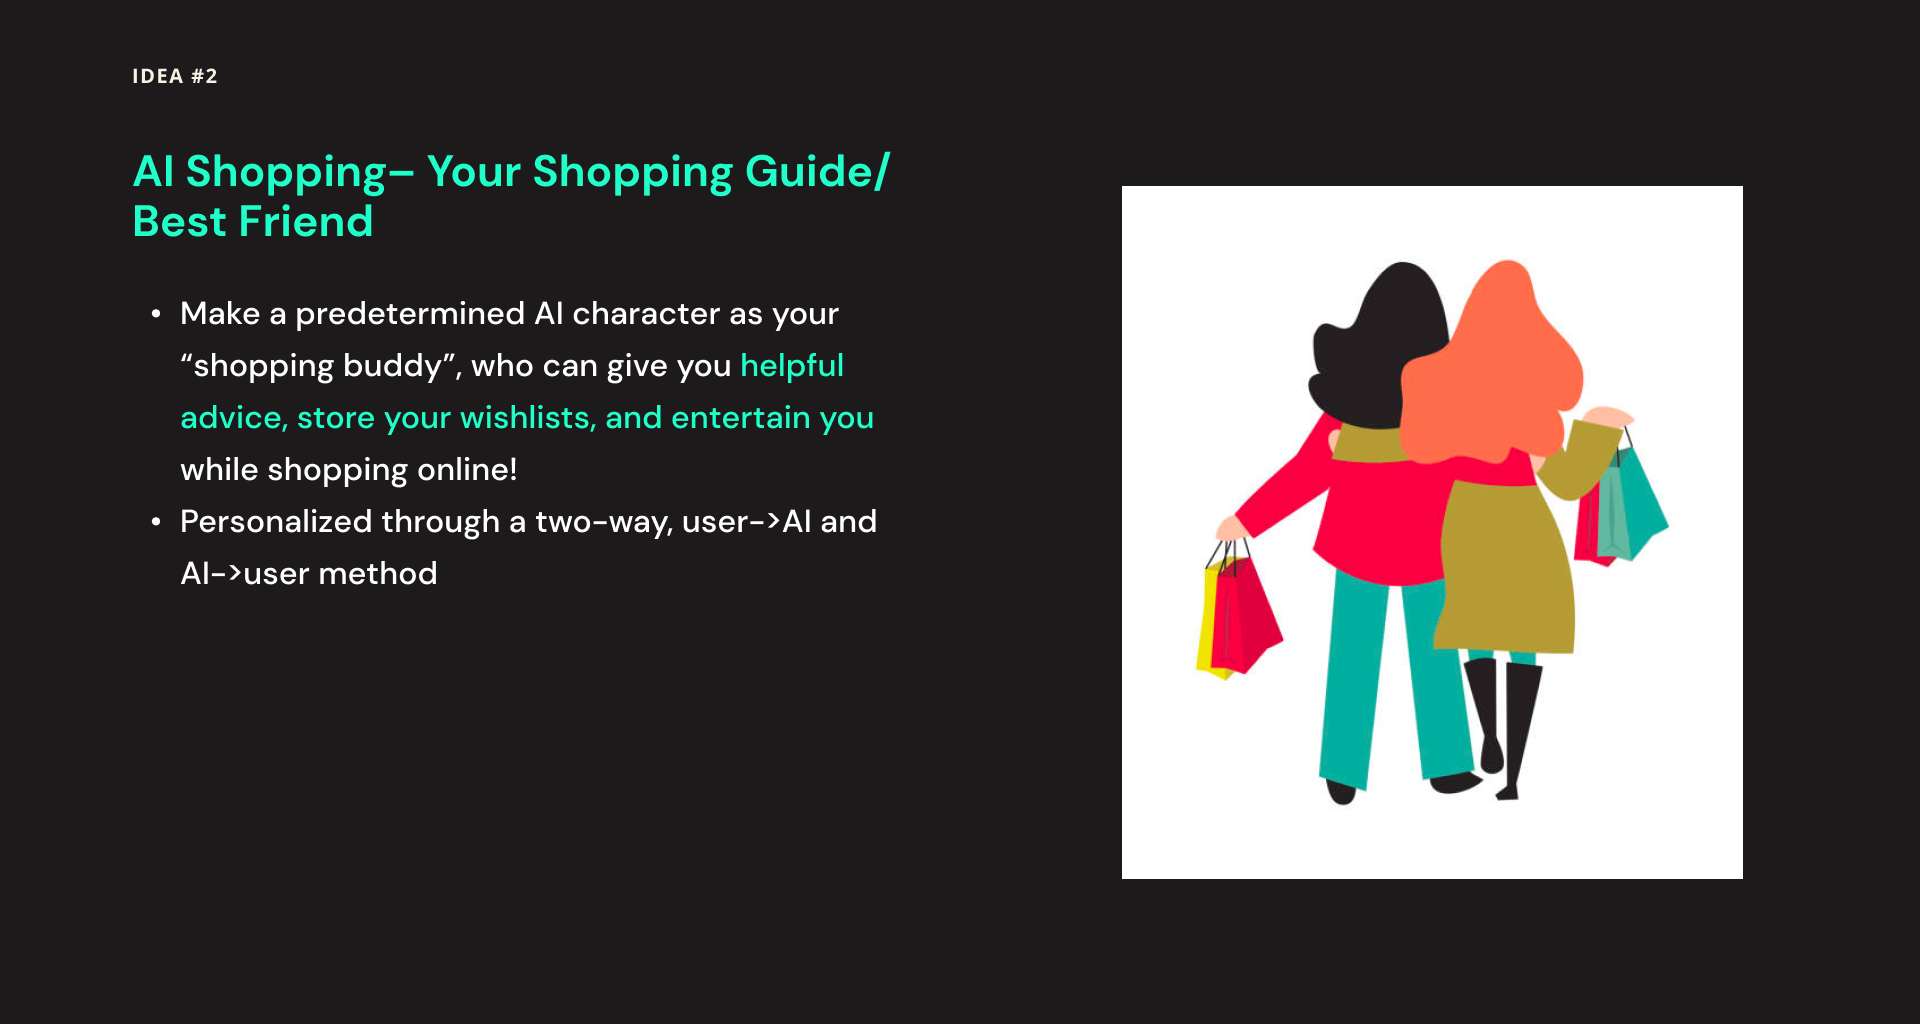 IDEA #2
AI Shopping– Your Shopping Guide/
Best Friend
• Make a predetermined AI character as your
“shopping buddy”, who can give you helpful
advice, store your wishlists, and entertain you
while shopping online!
• Personalized through a two-way, user->AI and
AI->user method